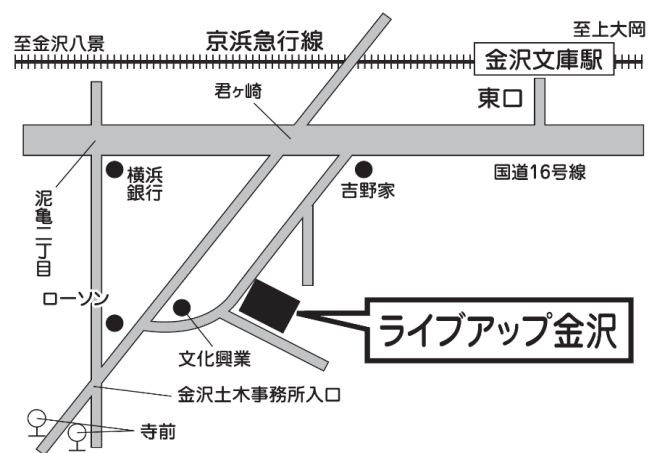 至上大岡
至金沢八景
京浜急行線
金沢文庫駅
君ヶ崎
東口
横浜
銀行
吉野家
国道16号線
泥亀二丁目
ローソン
ライブアップ金沢
文化興業
金沢土木事務所入口
寺前